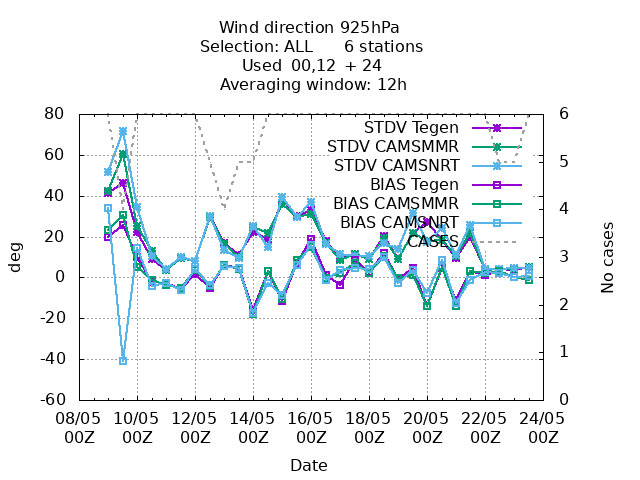 Wind direction 925hPa
Selection: ALL      6 stations
Used  00,12  + 24
Averaging window: 12h
80
60
40
20
0
-20
-40
-60
deg
6
5
4
3
2
1
0
No cases
STDV Tegen
STDV CAMSMMR
STDV CAMSNRT
BIAS Tegen
BIAS CAMSMMR
BIAS CAMSNRT
CASES
08/05 10/05 12/05 14/05 16/05 18/05 20/05 22/05 24/05
00Z 00Z 00Z 00Z 00Z 00Z 00Z 00Z 00Z
Date